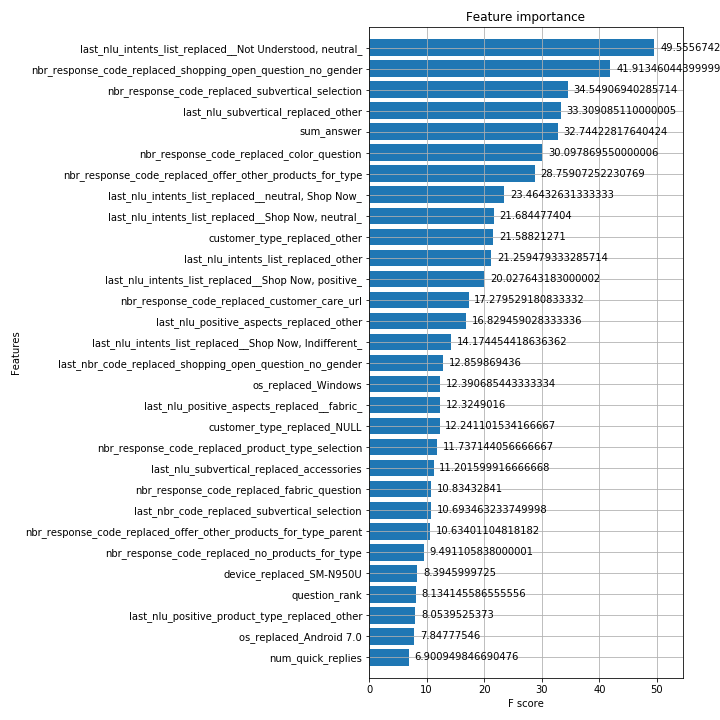 Feature importance
last_nlu_intents_list_replaced__Not Understood, neutral_ 49.5556742
nbr_response_code_replaced_shopping_open_question_no_gender 41.91346044399999
nbr_response_code_replaced_subvertical_selection 34.54906940285714
last_nlu_subvertical_replaced_other 33.309085110000005
sum_answer 32.74422817640424
nbr_response_code_replaced_color_question 30.097869550000006
nbr_response_code_replaced_offer_other_products_for_type 28.75907252230769
last_nlu_intents_list_replaced__neutral, Shop Now_ 23.46432631333333
last_nlu_intents_list_replaced__Shop Now, neutral_ 21.684477404
customer_type_replaced_other 21.58821271
last_nlu_intents_list_replaced_other 21.259479333285714
last_nlu_intents_list_replaced__Shop Now, positive_ 20.027643183000002
nbr_response_code_replaced_customer_care_url 17.279529180833332
last_nlu_positive_aspects_replaced_other 16.829459028333336
last_nlu_intents_list_replaced__Shop Now, Indifferent_ 14.174454418636362
last_nbr_code_replaced_shopping_open_question_no_gender 12.859869436
os_replaced_Windows 12.390685443333334
last_nlu_positive_aspects_replaced__fabric_ 12.3249016
customer_type_replaced_NULL 12.241101534166667
nbr_response_code_replaced_product_type_selection 11.737144056666667
last_nlu_subvertical_replaced_accessories 11.201599916666668
nbr_response_code_replaced_fabric_question 10.83432841
last_nbr_code_replaced_subvertical_selection 10.693463233749998
nbr_response_code_replaced_offer_other_products_for_type_parent 10.63401104818182
nbr_response_code_replaced_no_products_for_type 9.491105838000001
device_replaced_SM-N950U 8.3945999725
question_rank 8.134145586555556
last_nlu_positive_product_type_replaced_other 8.0539525373
os_replaced_Android 7.0 7.84777546
num_quick_replies 6.900949846690476
Features
0 10 20 30 40 50
F score